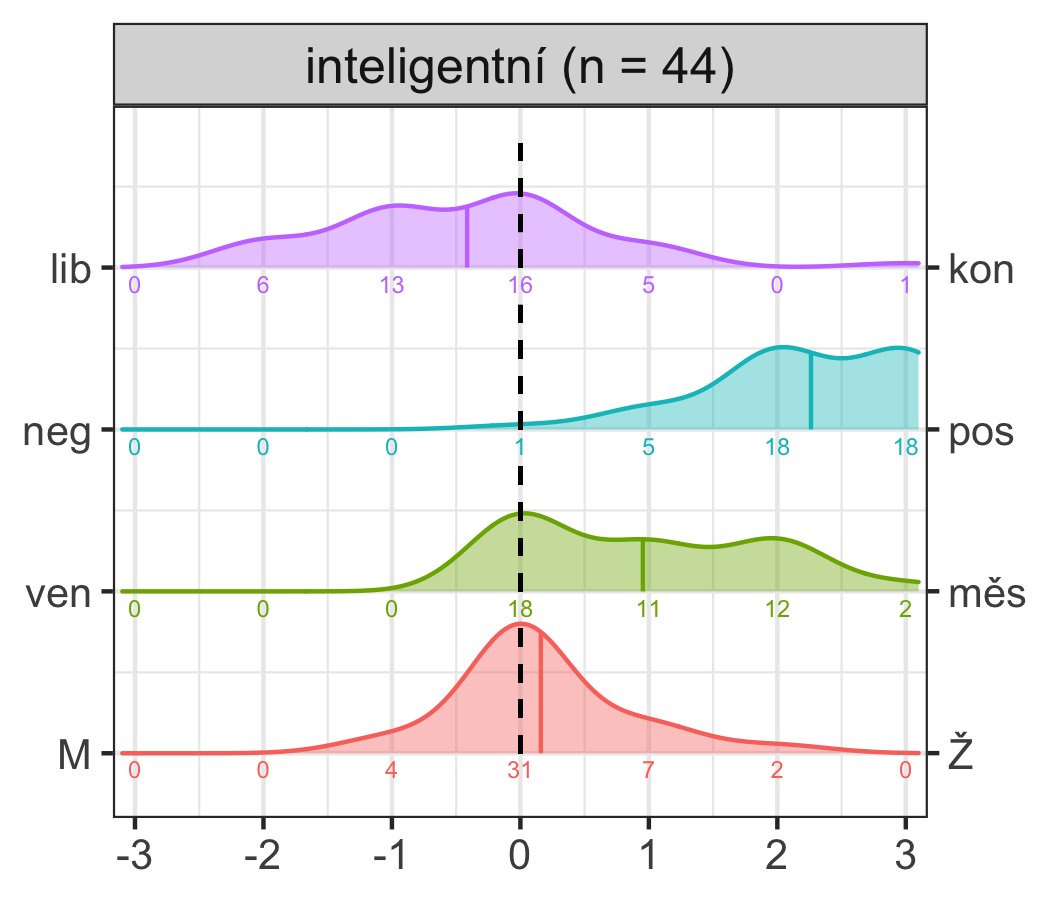 inteligentní (n = 44)
lib kon
0 6 13 16 5 0 1
neg pos
0 0 0 1 5 18 18
ven měs
0 0 0 18 11 12 2
M Ž
0 0 4 31 7 2 0
-3 -2 -1 0 1 2 3